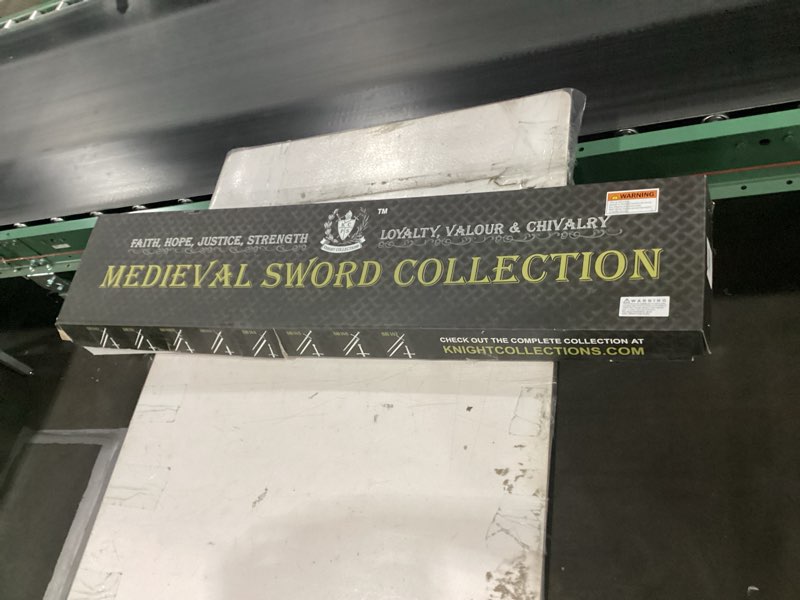 FAITH, HOPE, JUSTICE, STRENGTH
TM
LOYALTY, VALOUR & CHIVALRY
MEDIEVAL SWORD COLLECTION
WARNING
WARNING
CHECK OUT THE COMPLETE COLLECTION AT
KNIGHTCOLLECTIONS.COM